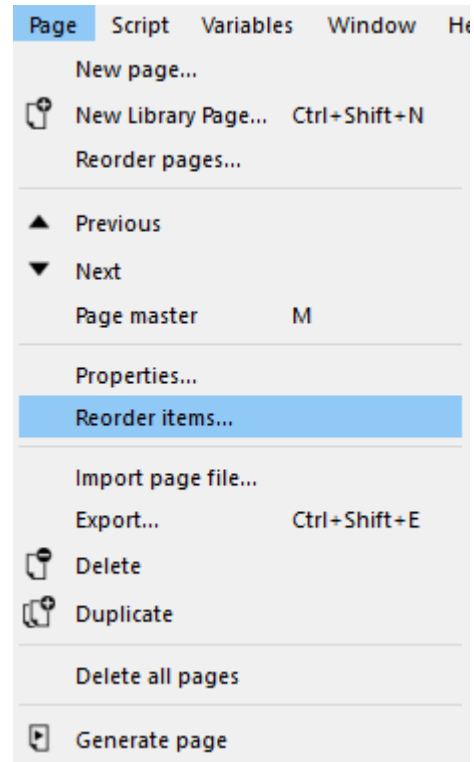 Page Script Variables Window He
New page...
New Library Page... Ctrl+Shift+N
Reorder pages...
Previous
Next
Page master M
Properties...
Reorder items...
Import page file...
Export... Ctrl+Shift+E
Delete
Duplicate
Delete all pages
Generate page